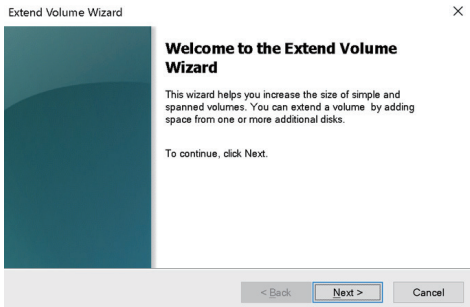 Extend Volume Wizard
Welcome to the Extend Volume
Wizard
This wizard helps you increase the size of simple and
spanned volumes. You can extend a volume by adding
space from one or more additional disks.
To continue, click Next.
< Back
Next >
Cancel